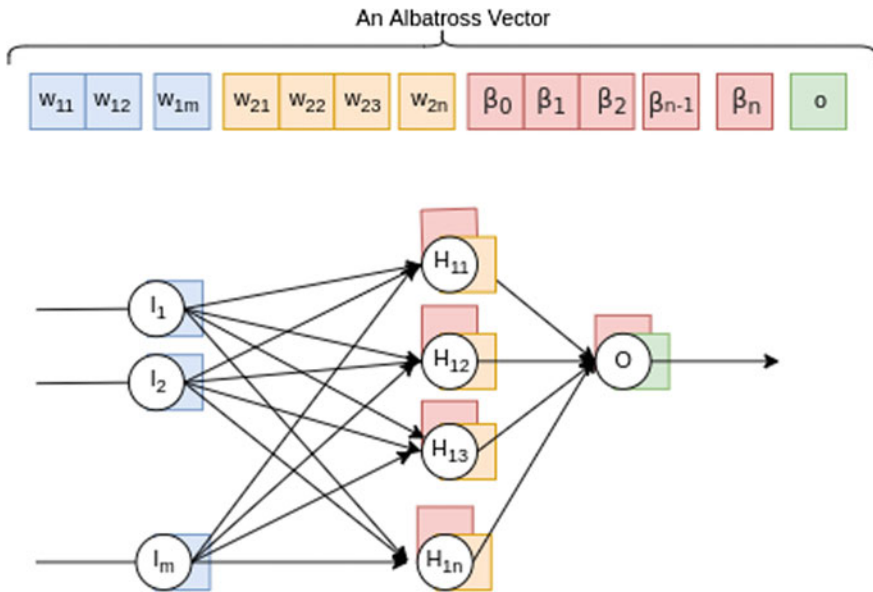 An Albatross Vector
w11 w12 w1m w21 w22 w23 w2n β0 β1 β2 βn-1 βn o
H11
I1
H12 O
I2
H13
Im H1n